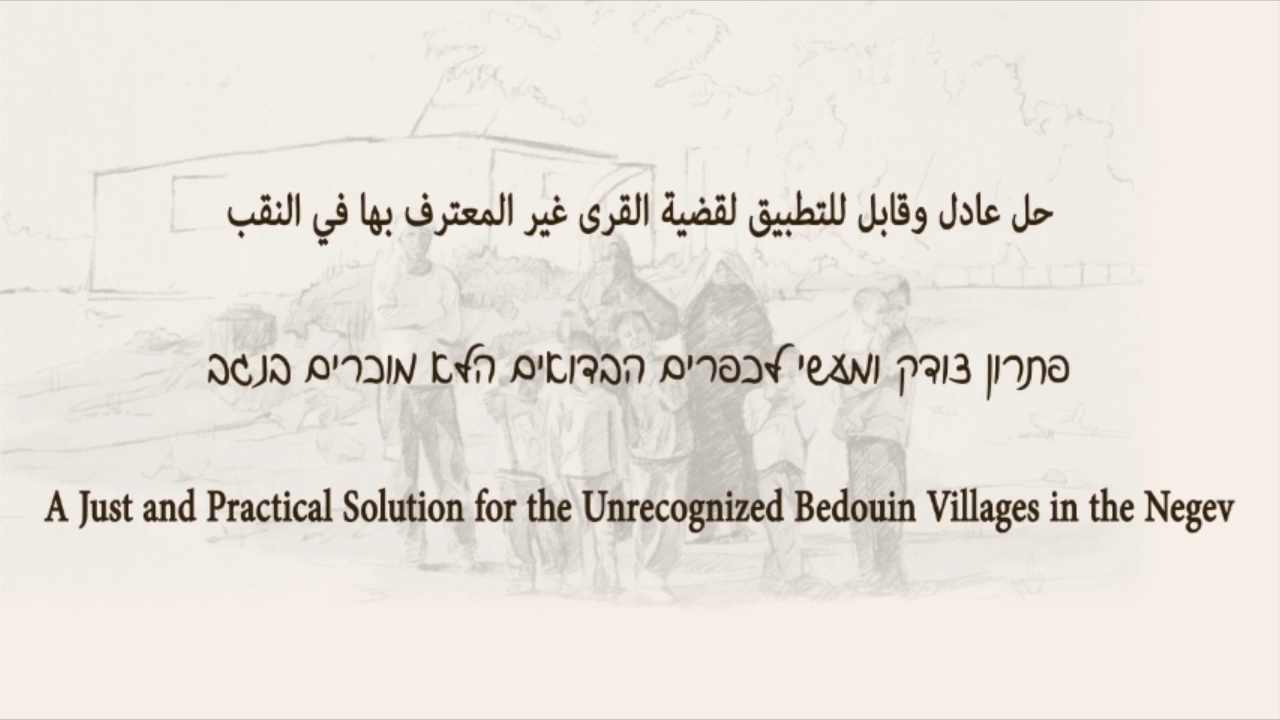 حل عادل وقابل للتطبيق لقضية القرى غير المعترف بها في النقب
פתרון צודק ומעשי לכפרים הבדואים הלא מוכרים בנגב
A Just and Practical Solution for the Unrecognized Bedouin Villages in the Negev